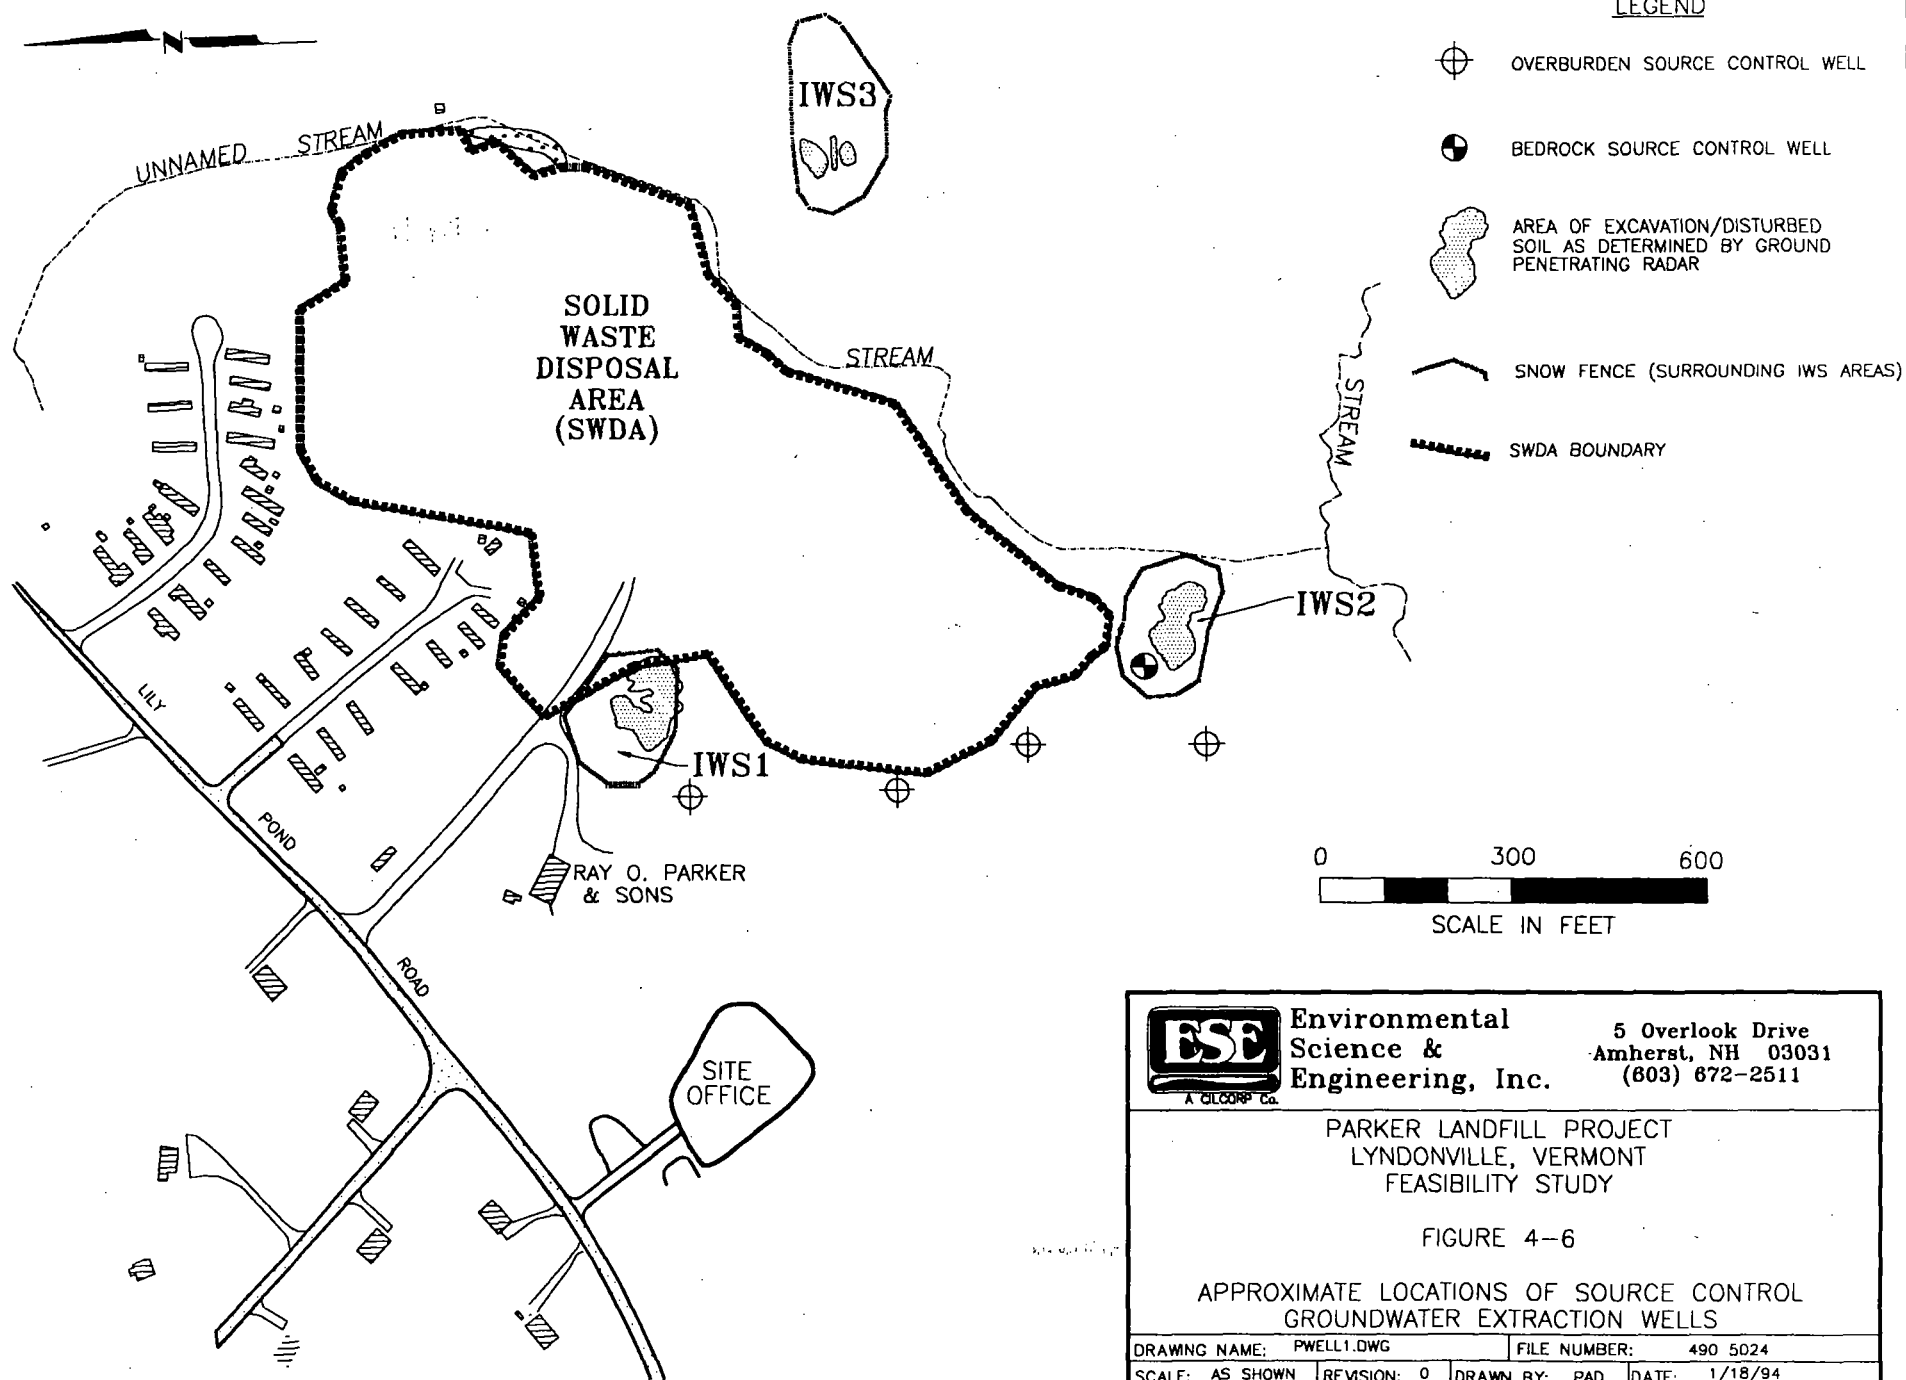 N
LEGEND
OVERBURDEN SOURCE CONTROL WELL
BEDROCK SOURCE CONTROL WELL
AREA OF EXCAVATION/DISTURBED
SOIL AS DETERMINED BY GROUND
PENETRATING RADAR
SNOW FENCE (SURROUNDING IWS AREAS)
SWDA BOUNDARY
IWS3
UNNAMED STREAM
SOLID
WASTE
DISPOSAL
AREA
(SWDA)
STREAM
STREAM
IWS2
IWS1
LILY
POND
ROAD
RAY O. PARKER
& SONS
SITE
OFFICE
0 300 600
SCALE IN FEET
ESE
A CILCORP Co.
Environmental
Science &
Engineering, Inc.
5 Overlook Drive
Amherst, NH 03031
(603) 672-2511
PARKER LANDFILL PROJECT
LYNDONVILLE, VERMONT
FEASIBILITY STUDY
FIGURE 4-6
APPROXIMATE LOCATIONS OF SOURCE CONTROL
GROUNDWATER EXTRACTION WELLS
DRAWING NAME: PWELL1.DWG FILE NUMBER: 490 5024
SCALE: AS SHOWN REVISION: 0 DRAWN BY: PAD DATE: 1/18/94